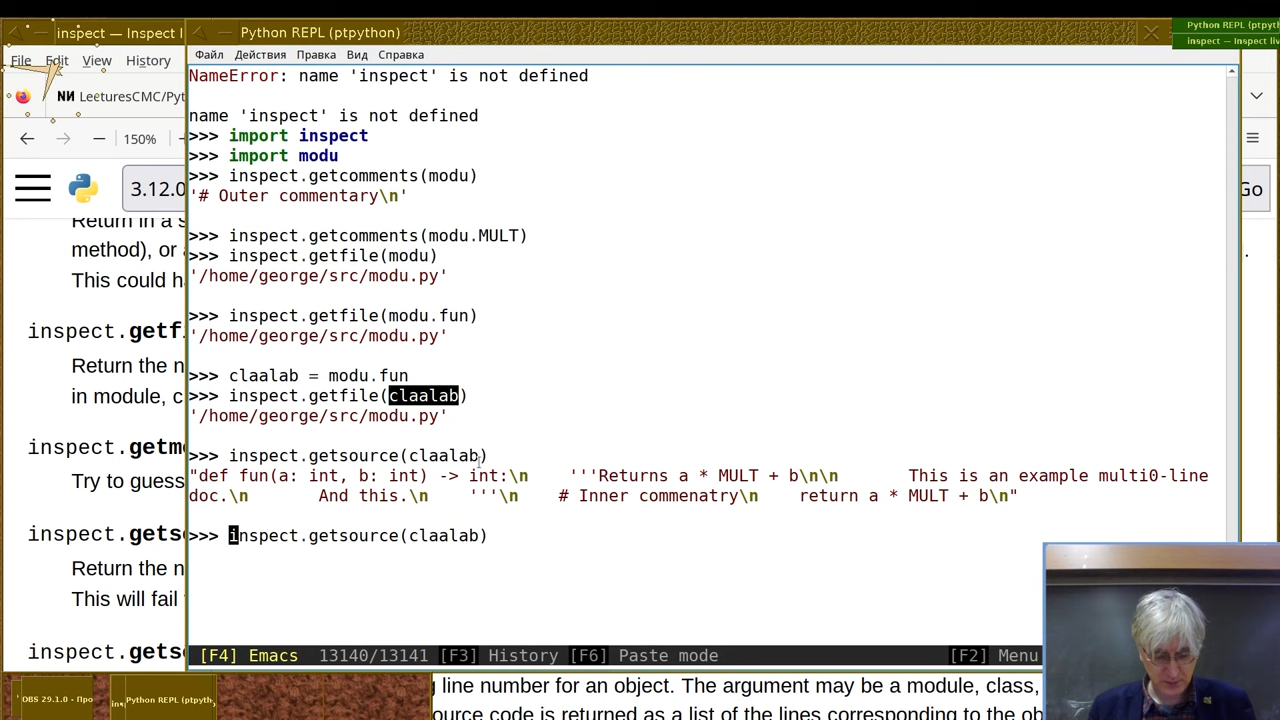 inspect — Inspect l
Python REPL (ptpython)
Python REPL (ptpyth
inspect — Inspect liv
File Edit View History
Файл Действия Правка Вид Справка
LecturesCMC/Pyt
150%
3.12.0
Go
Return in a s
method), or a
This could ha
inspect.getfi
Return the n
in module, c
inspect.getmo
Try to guess
inspect.getso
Return the n
This will fail
inspect.getso
NameError: name 'inspect' is not defined
name 'inspect' is not defined
>>> import inspect
>>> import modu
>>> inspect.getcomments(modu)
'# Outer commentary\n'
>>> inspect.getcomments(modu.MULT)
>>> inspect.getfile(modu)
'/home/george/src/modu.py'
>>> inspect.getfile(modu.fun)
'/home/george/src/modu.py'
>>> claalab = modu.fun
>>> inspect.getfile(claalab)
'/home/george/src/modu.py'
>>> inspect.getsource(claalab)
"def fun(a: int, b: int) -> int:\n    '''Returns a * MULT + b\n\n        This is an example multi0-line
doc.\n        And this.\n    '''\n    # Inner commenatry\n    return a * MULT + b\n"
>>> inspect.getsource(claalab)
[F4] Emacs 13140/13141 [F3] History [F6] Paste mode [F2] Menu
line number for an object. The argument may be a module, class,
ource code is returned as a list of the lines corresponding to the ob
OBS 29.1.0 - Про
Python REPL (ptpyth